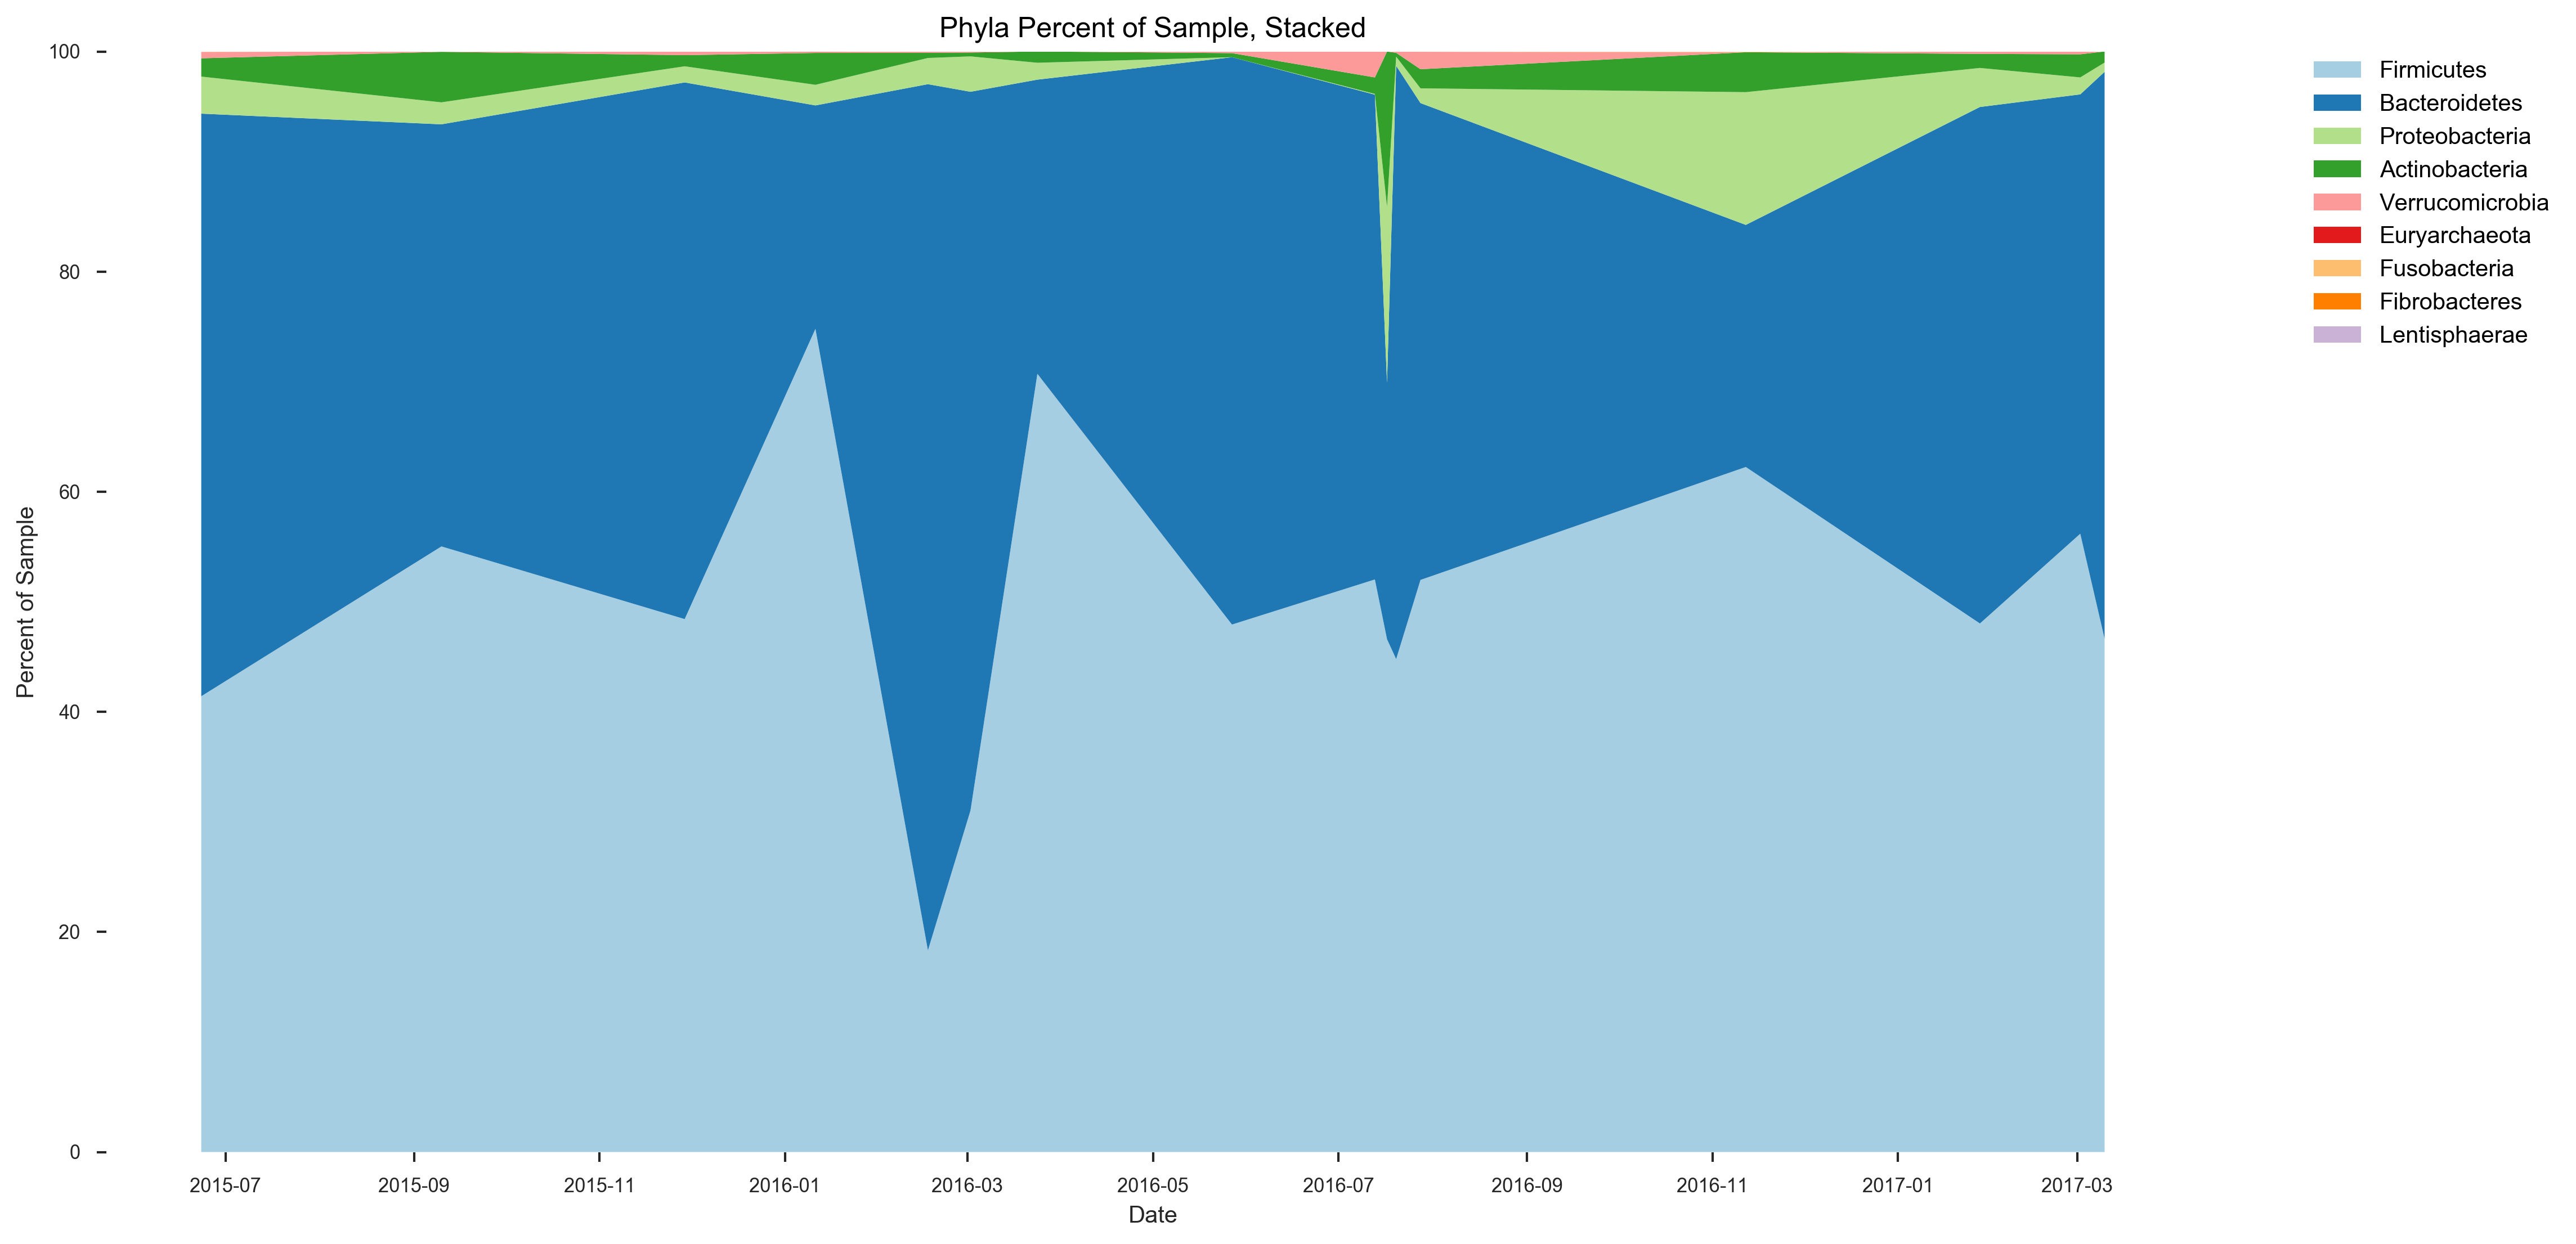 Phyla Percent of Sample, Stacked
100
80
60
40
20
0
Percent of Sample
2015-07
2015-09
2015-11
2016-01
2016-03
2016-05
2016-07
2016-09
2016-11
2017-01
2017-03
Date
Firmicutes
Bacteroidetes
Proteobacteria
Actinobacteria
Verrucomicrobia
Euryarchaeota
Fusobacteria
Fibrobacteres
Lentisphaerae